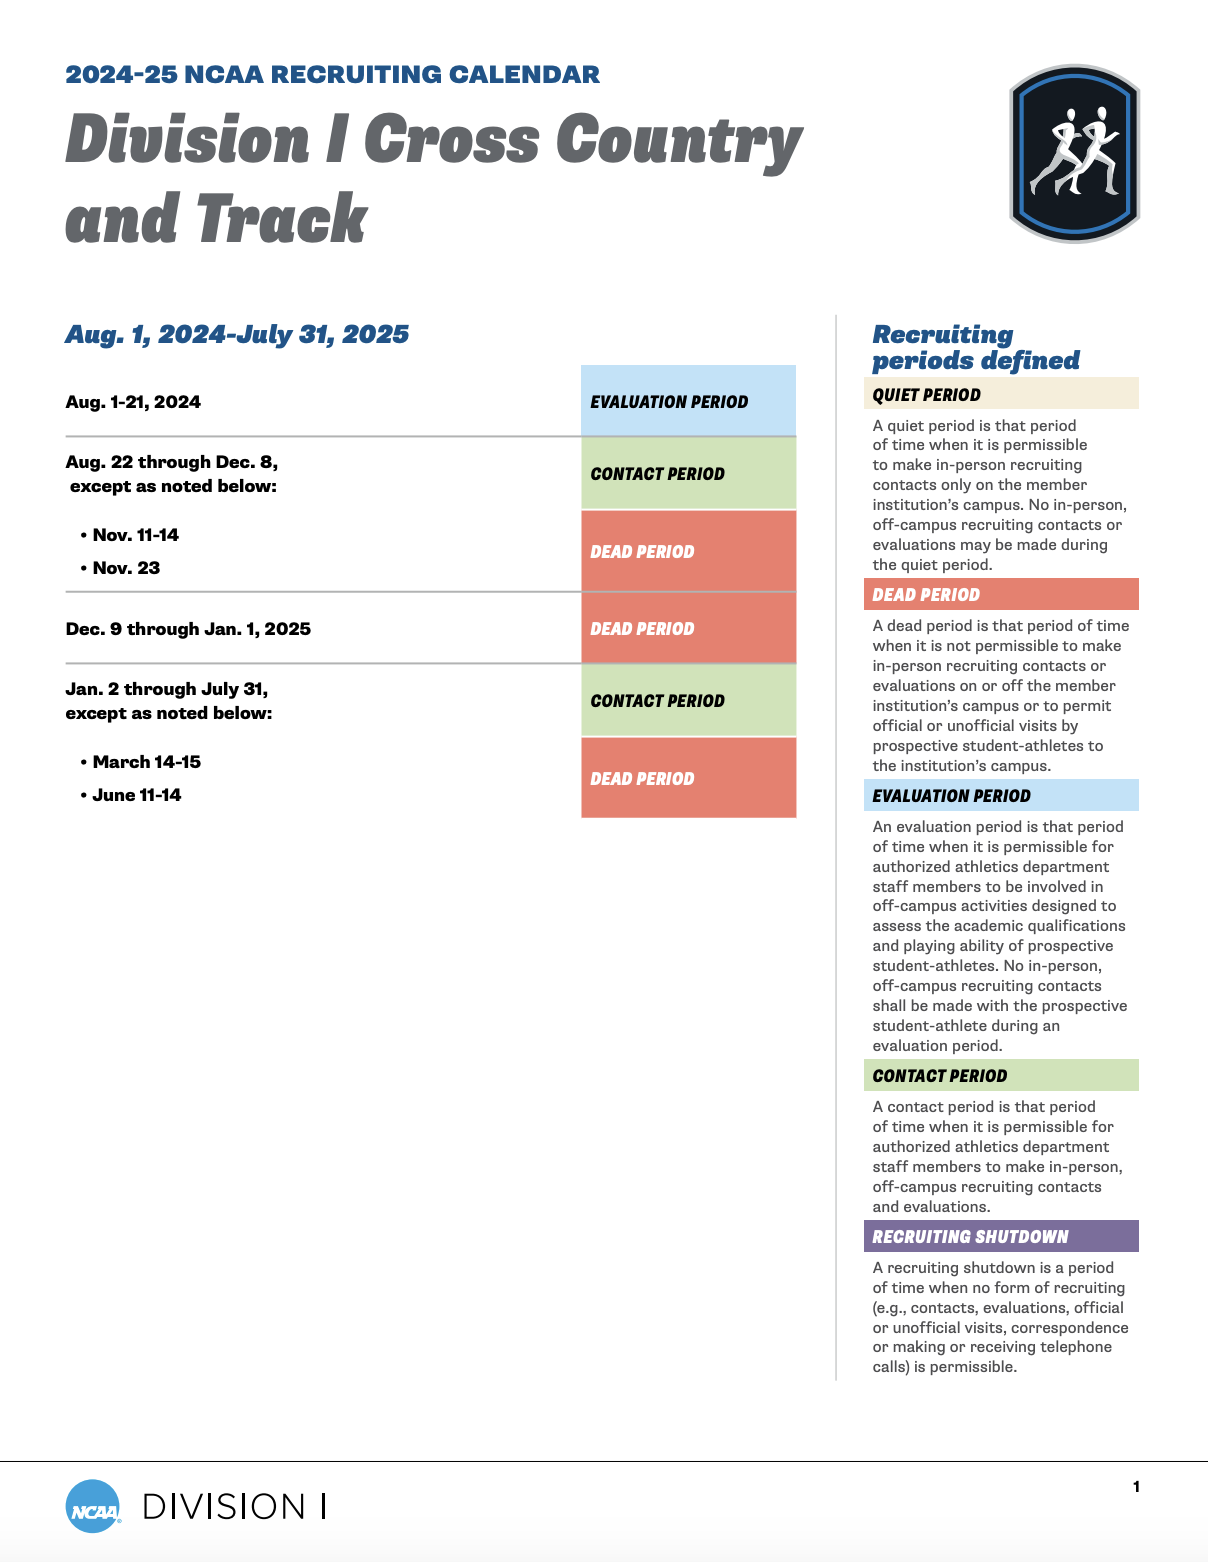 2024-25 NCAA RECRUITING CALENDAR
Division I Cross Country
and Track
Aug. 1, 2024-July 31, 2025
Aug. 1-21, 2024
EVALUATION PERIOD
Aug. 22 through Dec. 8,
except as noted below:
CONTACT PERIOD
• Nov. 11-14
• Nov. 23
DEAD PERIOD
Dec. 9 through Jan. 1, 2025
DEAD PERIOD
Jan. 2 through July 31,
except as noted below:
CONTACT PERIOD
• March 14-15
• June 11-14
DEAD PERIOD
Recruiting
periods defined
QUIET PERIOD
A quiet period is that period
of time when it is permissible
to make in-person recruiting
contacts only on the member
institution's campus. No in-person,
off-campus recruiting contacts or
evaluations may be made during
the quiet period.
DEAD PERIOD
A dead period is that period of time
when it is not permissible to make
in-person recruiting contacts or
evaluations on or off the member
institution's campus or to permit
official or unofficial visits by
prospective student-athletes to
the institution's campus.
EVALUATION PERIOD
An evaluation period is that period
of time when it is permissible for
authorized athletics department
staff members to be involved in
off-campus activities designed to
assess the academic qualifications
and playing ability of prospective
student-athletes. No in-person,
off-campus recruiting contacts
shall be made with the prospective
student-athlete during an
evaluation period.
CONTACT PERIOD
A contact period is that period
of time when it is permissible for
authorized athletics department
staff members to make in-person,
off-campus recruiting contacts
and evaluations.
RECRUITING SHUTDOWN
A recruiting shutdown is a period
of time when no form of recruiting
(e.g., contacts, evaluations, official
or unofficial visits, correspondence
or making or receiving telephone
calls) is permissible.
NCAA®
DIVISION I
1